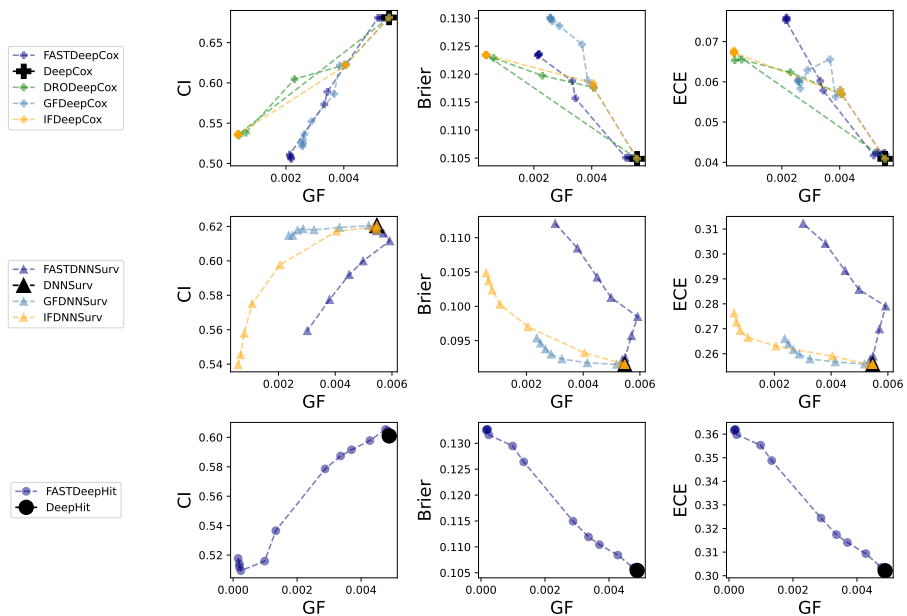 FASTDeepCox
DeepCox
DRODeepCox
GFDeepCox
IFDeepCox
CI
0.65
0.60
0.55
0.50
0.002
0.004
GF
Brier
0.130
0.125
0.120
0.115
0.110
0.105
0.002
0.004
GF
ECE
0.07
0.06
0.05
0.04
0.002
0.004
GF
FASTDNNSurv
DNNSurv
GFDNNSurv
IFDNNSurv
CI
0.62
0.60
0.58
0.56
0.54
0.002
0.004
0.006
GF
Brier
0.110
0.105
0.100
0.095
0.002
0.004
0.006
GF
ECE
0.31
0.30
0.29
0.28
0.27
0.26
0.002
0.004
0.006
GF
FASTDeepHit
DeepHit
CI
0.60
0.58
0.56
0.54
0.52
0.000
0.002
0.004
GF
Brier
0.130
0.125
0.120
0.115
0.110
0.105
0.000
0.002
0.004
GF
ECE
0.36
0.35
0.34
0.33
0.32
0.31
0.30
0.000
0.002
0.004
GF